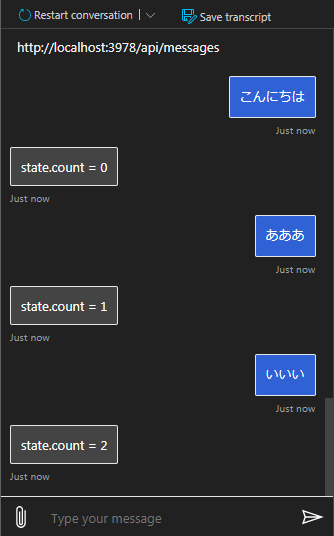 Restart conversation
Save transcript
http://localhost:3978/api/messages
こんにちは
Just now
state.count = 0
Just now
あああ
Just now
state.count = 1
Just now
いいい
Just now
state.count = 2
Just now
Type your message